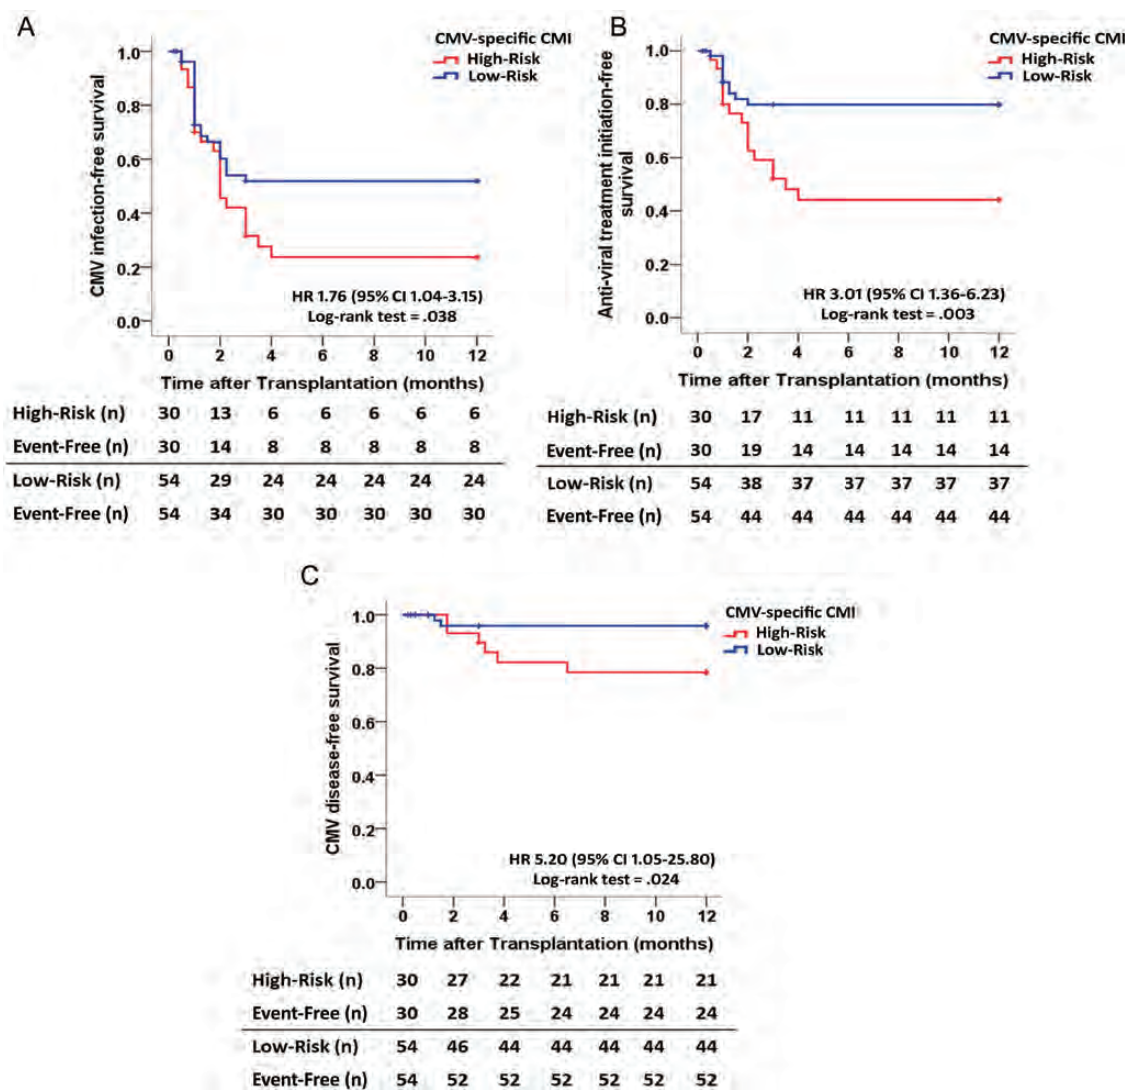 A
CMV-specific CMI
High-Risk
Low-Risk
CMV infection-free survival
1.0
0.8
0.6
0.4
0.2
0.0
HR 1.76 (95% CI 1.04-3.15)
Log-rank test = .038
0 2 4 6 8 10 12
Time after Transplantation (months)
High-Risk (n) 30 13 6 6 6 6 6
Event-Free (n) 30 14 8 8 8 8 8
Low-Risk (n) 54 29 24 24 24 24 24
Event-Free (n) 54 34 30 30 30 30 30
B
CMV-specific CMI
High-Risk
Low-Risk
Anti-viral treatment initiation-free
survival
1.0
0.8
0.6
0.4
0.2
0.0
HR 3.01 (95% CI 1.36-6.23)
Log-rank test = .003
0 2 4 6 8 10 12
Time after Transplantation (months)
High-Risk (n) 30 17 11 11 11 11 11
Event-Free (n) 30 19 14 14 14 14 14
Low-Risk (n) 54 38 37 37 37 37 37
Event-Free (n) 54 44 44 44 44 44 44
C
CMV-specific CMI
High-Risk
Low-Risk
CMV disease-free survival
1.0
0.8
0.6
0.4
0.2
0.0
HR 5.20 (95% CI 1.05-25.80)
Log-rank test = .024
0 2 4 6 8 10 12
Time after Transplantation (months)
High-Risk (n) 30 27 22 21 21 21 21
Event-Free (n) 30 28 25 24 24 24 24
Low-Risk (n) 54 46 44 44 44 44 44
Event-Free (n) 54 52 52 52 52 52 52